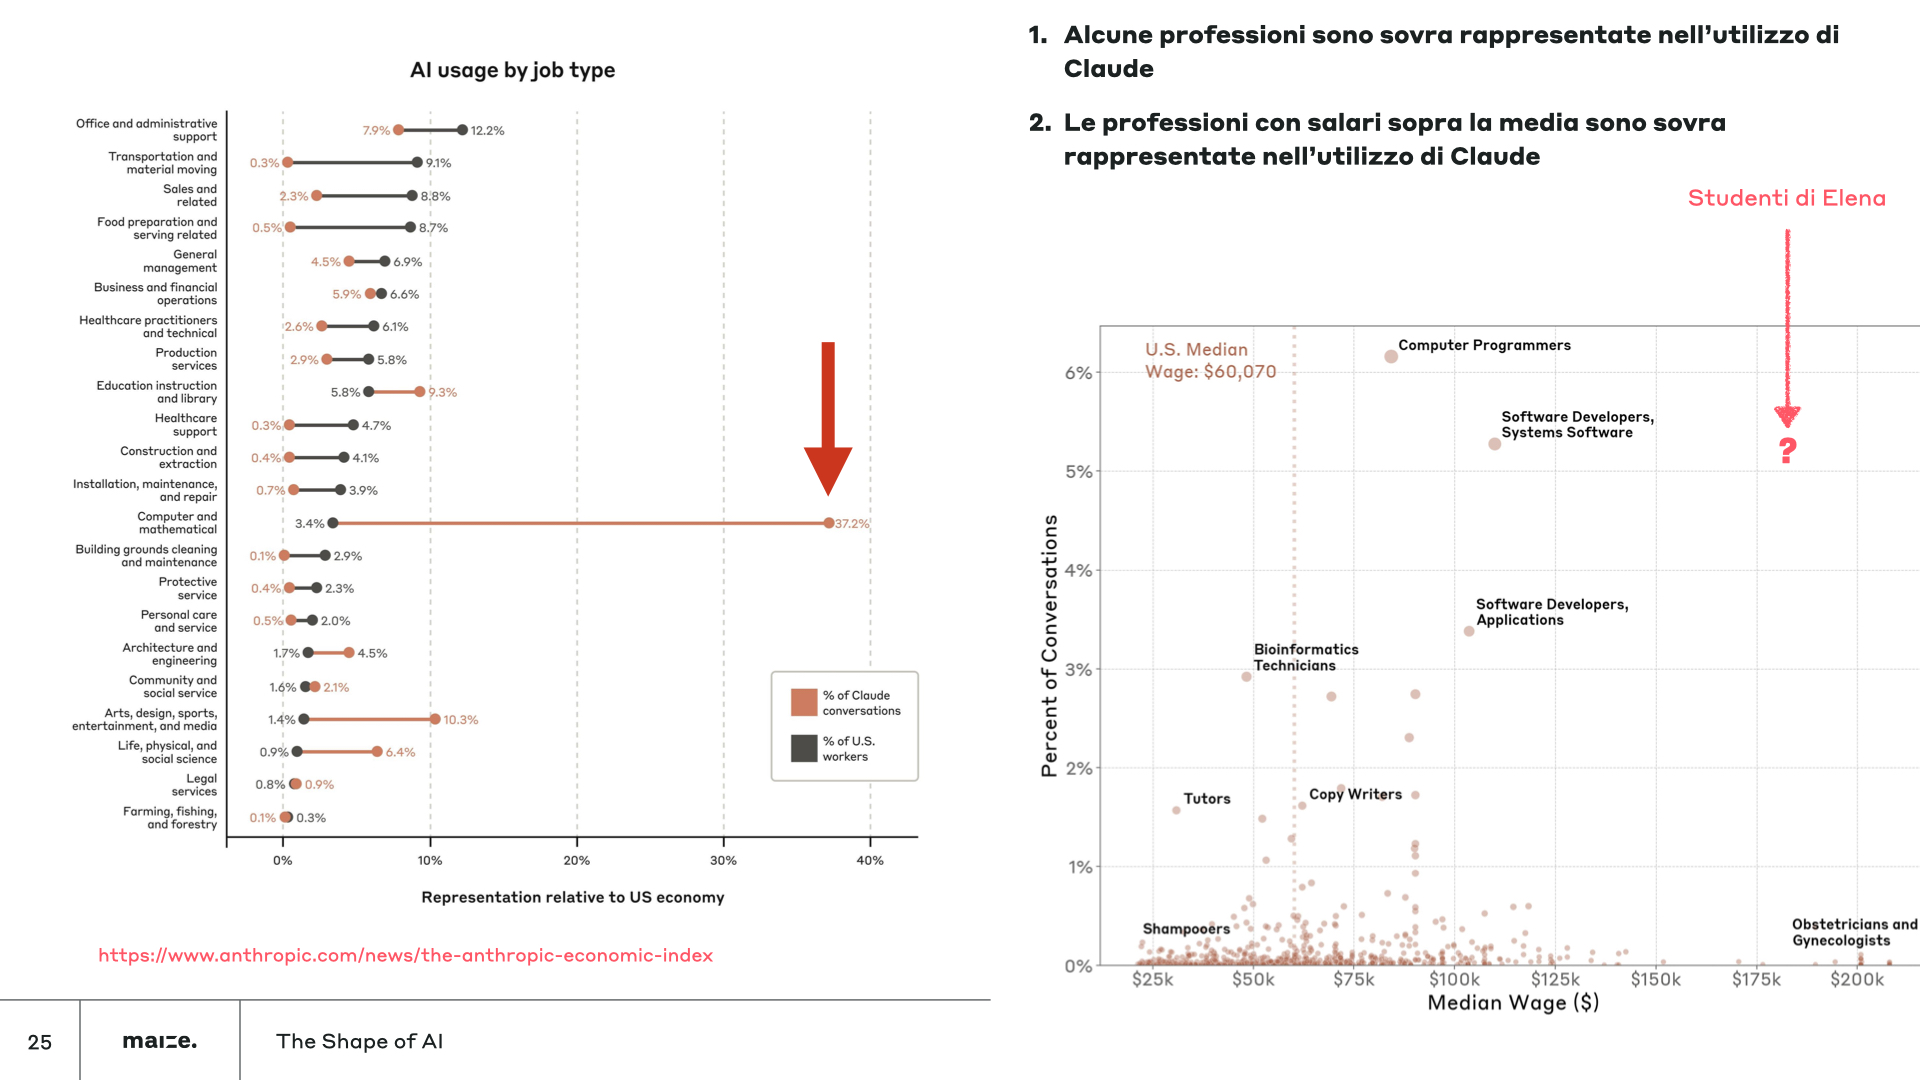 AI usage by job type
Office and administrative
support
7.9%
12.2%
Transportation and
material moving
0.3%
9.1%
Sales and
related
2.3%
8.8%
Food preparation and
serving related
0.5%
8.7%
General
management
4.5%
6.9%
Business and financial
operations
5.9%
6.6%
Healthcare practitioners
and technical
2.6%
6.1%
Production
services
2.9%
5.8%
Education instruction
and library
5.8%
9.3%
Healthcare
support
0.3%
4.7%
Construction and
extraction
0.4%
4.1%
Installation, maintenance,
and repair
0.7%
3.9%
Computer and
mathematical
3.4%
37.2%
Building grounds cleaning
and maintenance
0.1%
2.9%
Protective
service
0.4%
2.3%
Personal care
and service
0.5%
2.0%
Architecture and
engineering
1.7%
4.5%
Community and
social service
1.6%
2.1%
Arts, design, sports,
entertainment, and media
1.4%
10.3%
Life, physical, and
social science
0.9%
6.4%
Legal
services
0.8%
0.9%
Farming, fishing,
and forestry
0.1%
0.3%
% of Claude
conversations
% of U.S.
workers
0%
10%
20%
30%
40%
Representation relative to US economy
https://www.anthropic.com/news/the-anthropic-economic-index
1. Alcune professioni sono sovra rappresentate nell’utilizzo di
Claude
2. Le professioni con salari sopra la media sono sovra
rappresentate nell’utilizzo di Claude
Studenti di Elena
?
U.S. Median
Wage: $60,070
Computer Programmers
Software Developers,
Systems Software
Software Developers,
Applications
Bioinformatics
Technicians
Tutors
Copy Writers
Shampooers
Obstetricians and
Gynecologists
Percent of Conversations
6%
5%
4%
3%
2%
1%
0%
$25k
$50k
$75k
$100k
$125k
$150k
$175k
$200k
Median Wage ($)
25
maize.
The Shape of AI